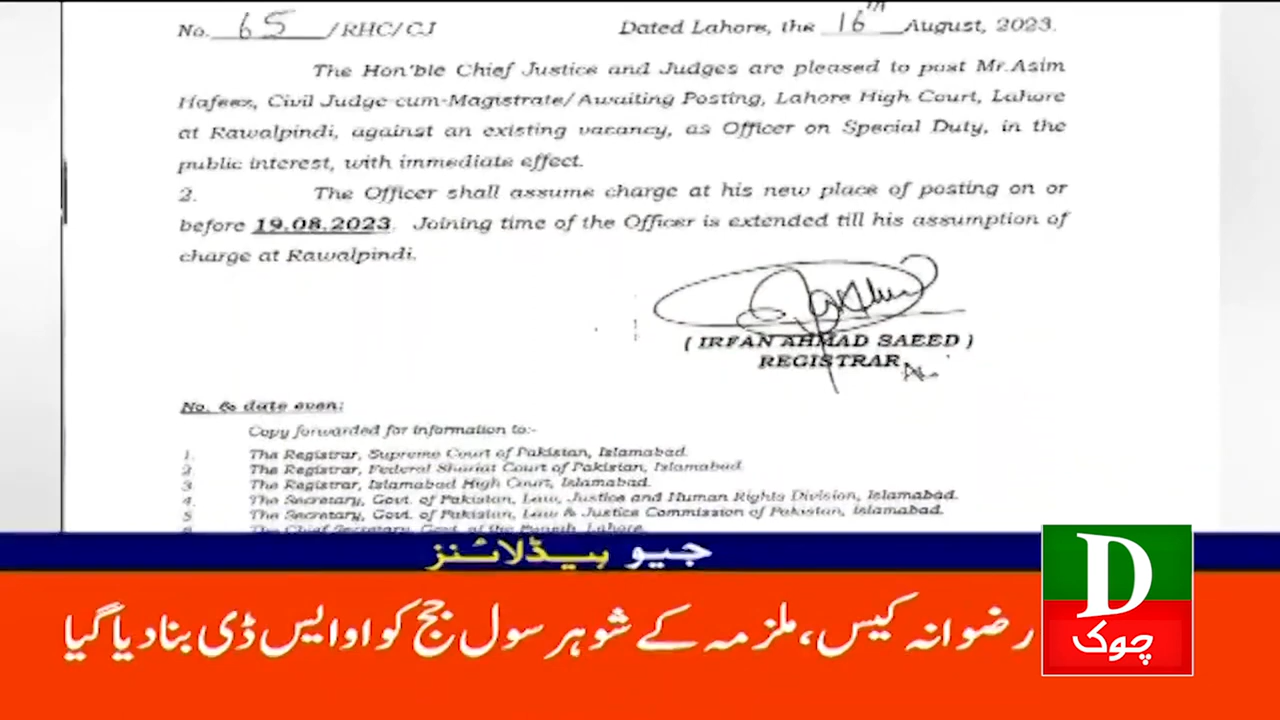 No. 65 /RHC/CJ Dated Lahore, the 16th August, 2023.
The Hon'ble Chief Justice and Judges are pleased to post Mr.Asim
Hafeez, Civil Judge-cum-Magistrate/Awaiting Posting, Lahore High Court, Lahore
at Rawalpindi, against an existing vacancy, as Officer on Special Duty, in the
public interest, with immediate effect.
2. The Officer shall assume charge at his new place of posting on or
before 19.08.2023. Joining time of the Officer is extended till his assumption of
charge at Rawalpindi.
( IRFAN AHMAD SAEED )
REGISTRAR
No. & date even:
Copy forwarded for information to:-
1. The Registrar, Supreme Court of Pakistan, Islamabad.
2. The Registrar, Federal Shariat Court of Pakistan, Islamabad.
3. The Registrar, Islamabad High Court, Islamabad.
4. The Secretary, Govt. of Pakistan, Law, Justice and Human Rights Division, Islamabad.
5. The Secretary, Govt. of Pakistan, Law & Justice Commission of Pakistan, Islamabad.
The Chief Secretary, Govt. of the Punjab, Lahore.
جیو ہیڈلائنز
رضوانہ کیس، ملزمہ کے شوہر سول جج کو او ایس ڈی بنا دیا گیا
D
چوک